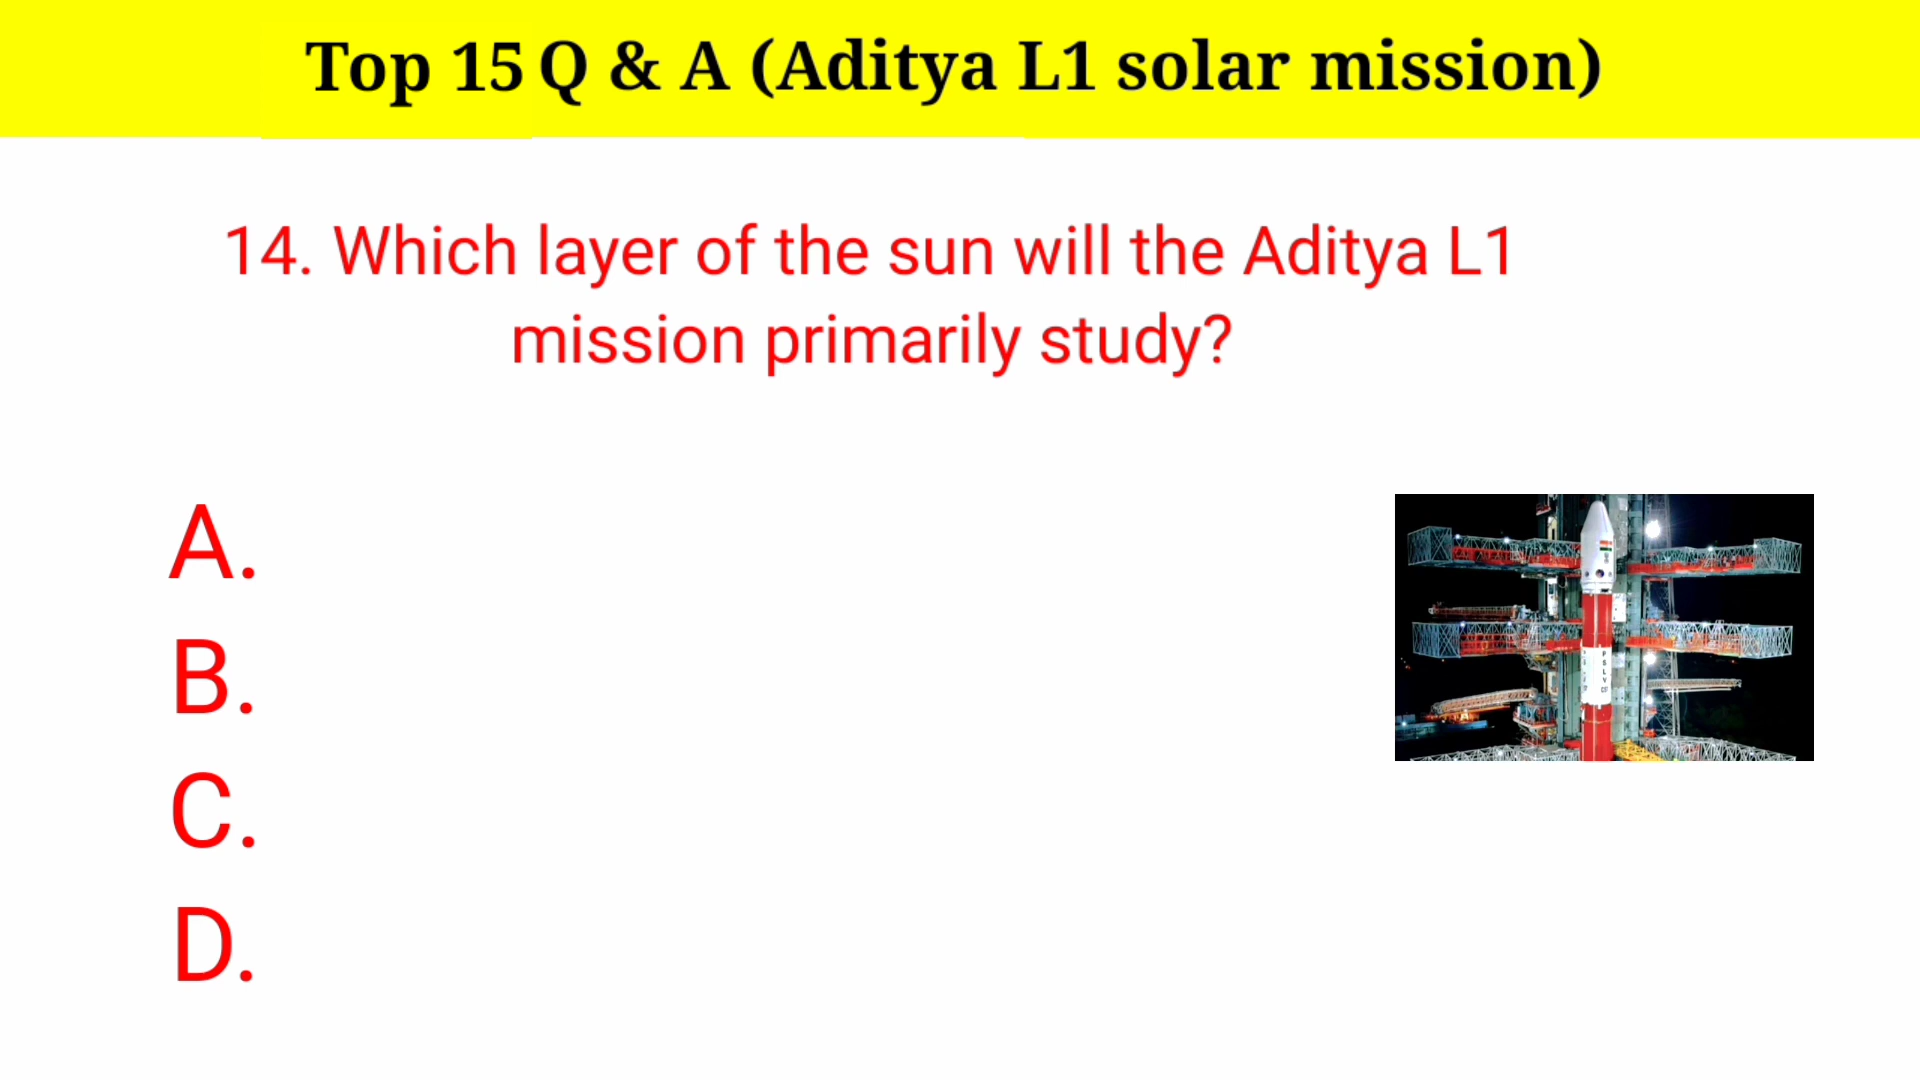 Top 15 Q & A (Aditya L1 solar mission)
14. Which layer of the sun will the Aditya L1
mission primarily study?
A.
B.
C.
D.
PSLV